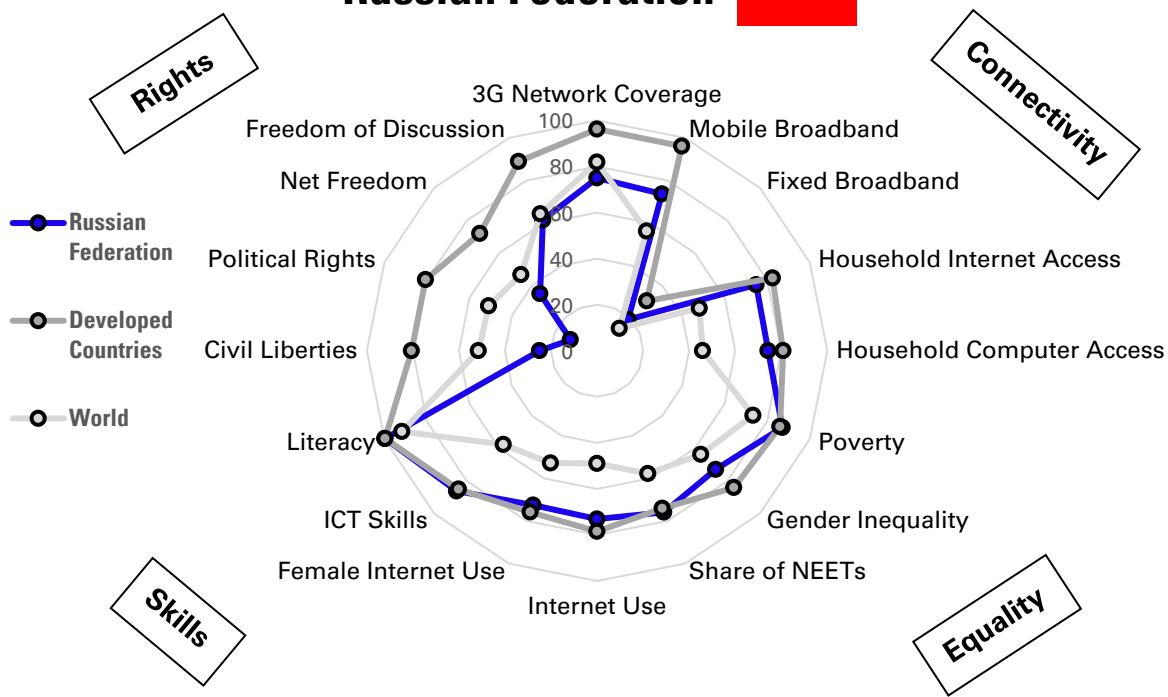 Russian Federation
Rights
Connectivity
3G Network Coverage
Freedom of Discussion
Mobile Broadband
Net Freedom
Fixed Broadband
Political Rights
Household Internet Access
Civil Liberties
Household Computer Access
Literacy
Poverty
ICT Skills
Gender Inequality
Female Internet Use
Share of NEETs
Internet Use
100
80
60
40
20
0
Russian
Federation
Developed
Countries
World
Skills
Equality